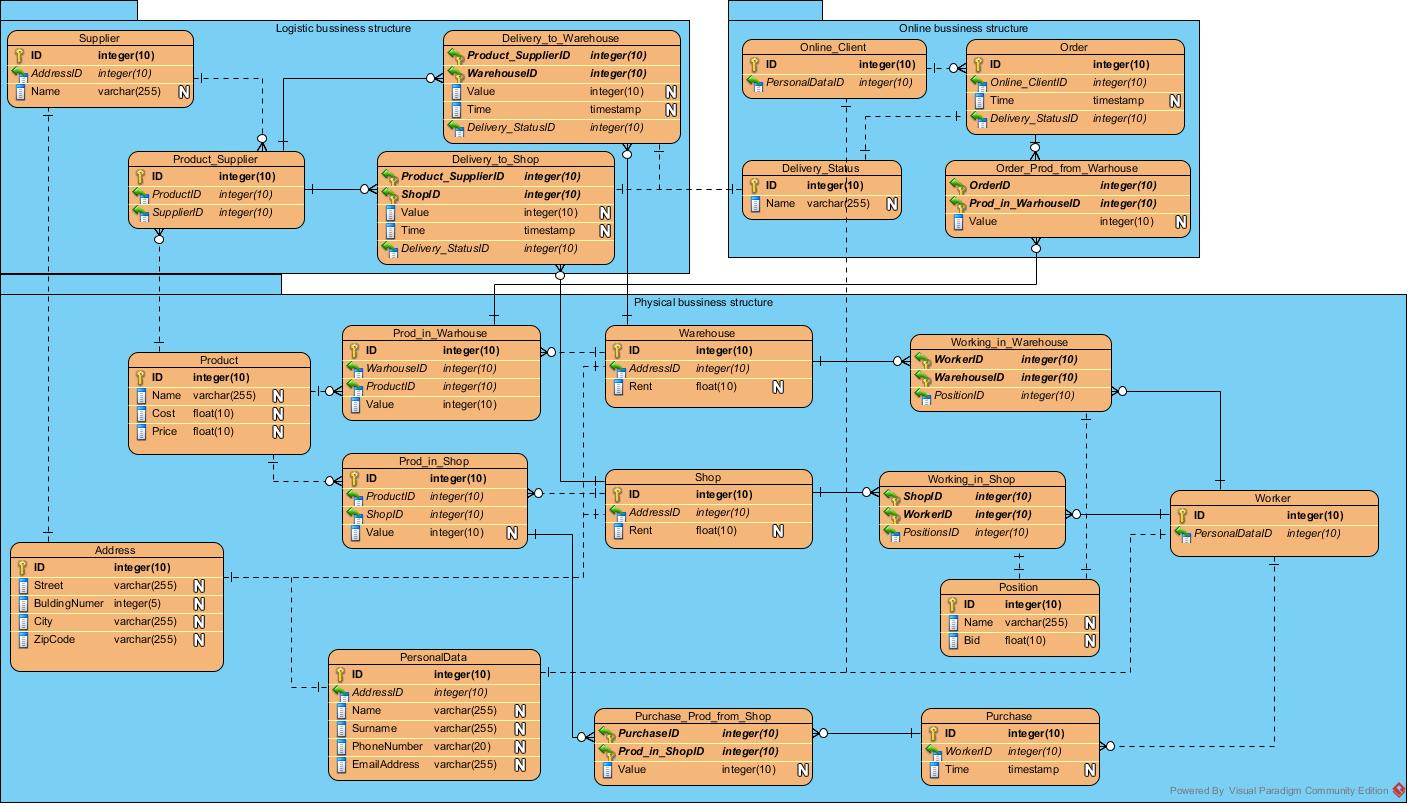 Logistic bussiness structure
Supplier
ID integer(10)
AddressID integer(10)
Name varchar(255) N
Delivery_to_Warehouse
Product_SupplierID integer(10)
WarehouseID integer(10)
Value integer(10) N
Time timestamp N
Delivery_StatusID integer(10)
Product_Supplier
ID integer(10)
ProductID integer(10)
SupplierID integer(10)
Delivery_to_Shop
Product_SupplierID integer(10)
ShopID integer(10)
Value integer(10) N
Time timestamp N
Delivery_StatusID integer(10)
Online bussiness structure
Online_Client
ID integer(10)
PersonalDataID integer(10)
Order
ID integer(10)
Online_ClientID integer(10)
Time timestamp N
Delivery_StatusID integer(10)
Delivery_Status
ID integer(10)
Name varchar(255) N
Order_Prod_from_Warhouse
OrderID integer(10)
Prod_in_WarhouseID integer(10)
Value integer(10) N
Physical bussiness structure
Product
ID integer(10)
Name varchar(255) N
Cost float(10) N
Price float(10) N
Prod_in_Warhouse
ID integer(10)
WarhouseID integer(10)
ProductID integer(10)
Value integer(10)
Warehouse
ID integer(10)
AddressID integer(10)
Rent float(10) N
Working_in_Warehouse
WorkerID integer(10)
WarehouseID integer(10)
PositionID integer(10)
Prod_in_Shop
ID integer(10)
ProductID integer(10)
ShopID integer(10)
Value integer(10) N
Shop
ID integer(10)
AddressID integer(10)
Rent float(10) N
Working_in_Shop
ShopID integer(10)
WorkerID integer(10)
PositionsID integer(10)
Worker
ID integer(10)
PersonalDataID integer(10)
Address
ID integer(10)
Street varchar(255) N
BuldingNumer integer(5) N
City varchar(255) N
ZipCode varchar(255) N
Position
ID integer(10)
Name varchar(255) N
Bid float(10) N
PersonalData
ID integer(10)
AddressID integer(10)
Name varchar(255) N
Surname varchar(255) N
PhoneNumber varchar(20) N
EmailAddress varchar(255) N
Purchase_Prod_from_Shop
PurchaseID integer(10)
Prod_in_ShopID integer(10)
Value integer(10) N
Purchase
ID integer(10)
WorkerID integer(10)
Time timestamp N
Powered By Visual Paradigm Community Edition